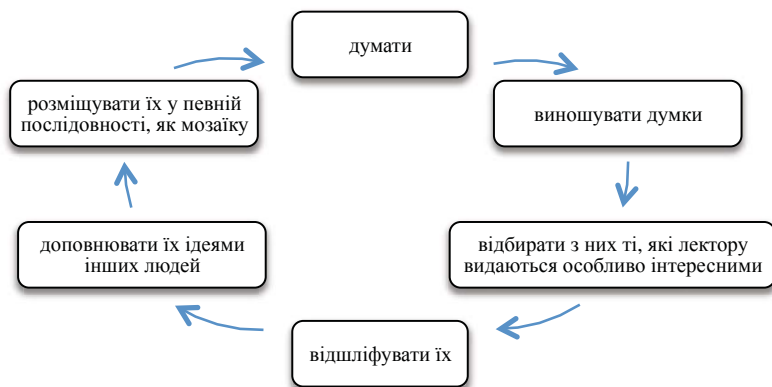 думати
виношувати думки
відбирати з них ті, які лектору
видаються особливо інтересними
відшліфувати їх
доповнювати їх ідеями
інших людей
розміщувати їх у певній
послідовності, як мозаїку